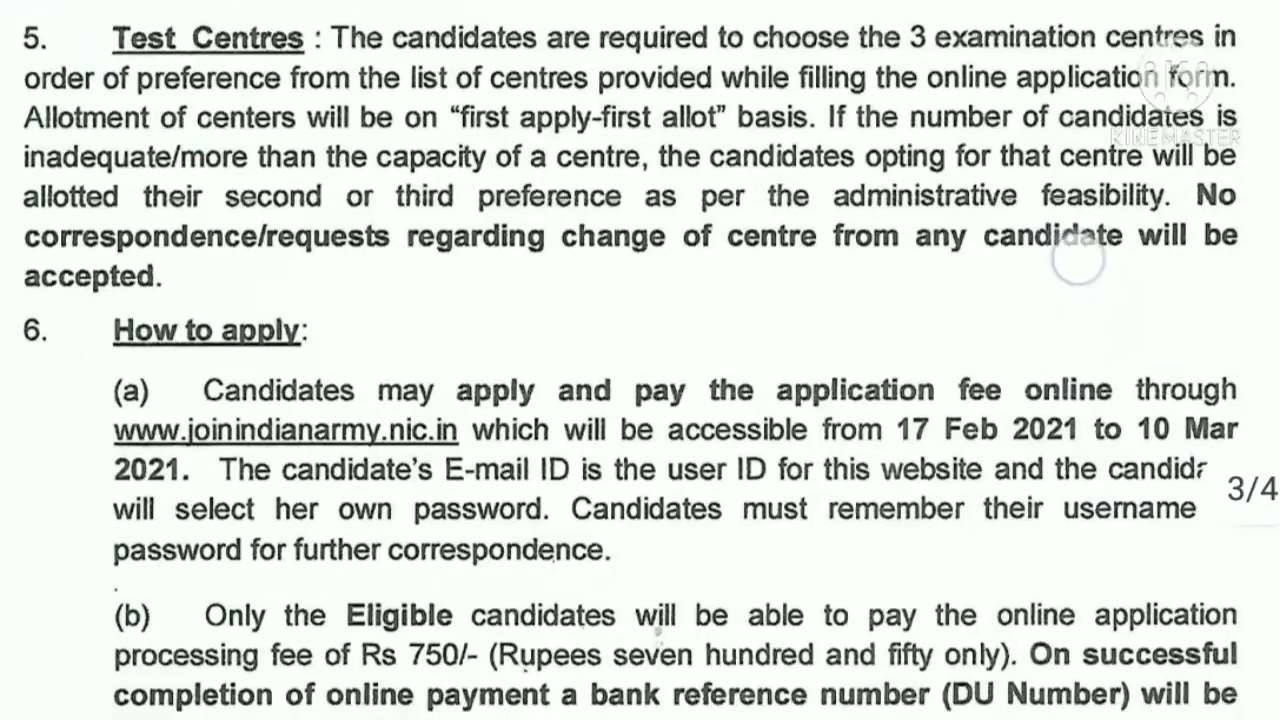 5. Test Centres : The candidates are required to choose the 3 examination centres in
order of preference from the list of centres provided while filling the online application form.
Allotment of centers will be on “first apply-first allot” basis. If the number of candidates is
KINEMASTER
inadequate/more than the capacity of a centre, the candidates opting for that centre will be
allotted their second or third preference as per the administrative feasibility. No
correspondence/requests regarding change of centre from any candidate will be
accepted.
6. How to apply:
(a) Candidates may apply and pay the application fee online through
www.joinindianarmy.nic.in which will be accessible from 17 Feb 2021 to 10 Mar
2021. The candidate's E-mail ID is the user ID for this website and the
will select her own password. Candidates must remember their username
3/4
password for further correspondence.
(b) Only the Eligible candidates will be able to pay the online application
processing fee of Rs 750/- (Rupees seven hundred and fifty only). On successful
completion of online payment a bank reference number (DU Number) will be